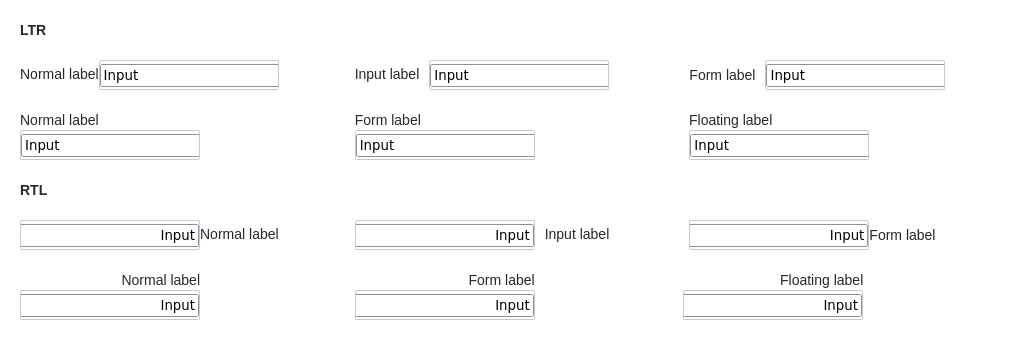 LTR
Normal label Input Input label Input Form label Input
Normal label Form label Floating label
Input Input Input
RTL
Input Normal label Input Input label Input Form label
Normal label Form label Floating label
Input Input Input